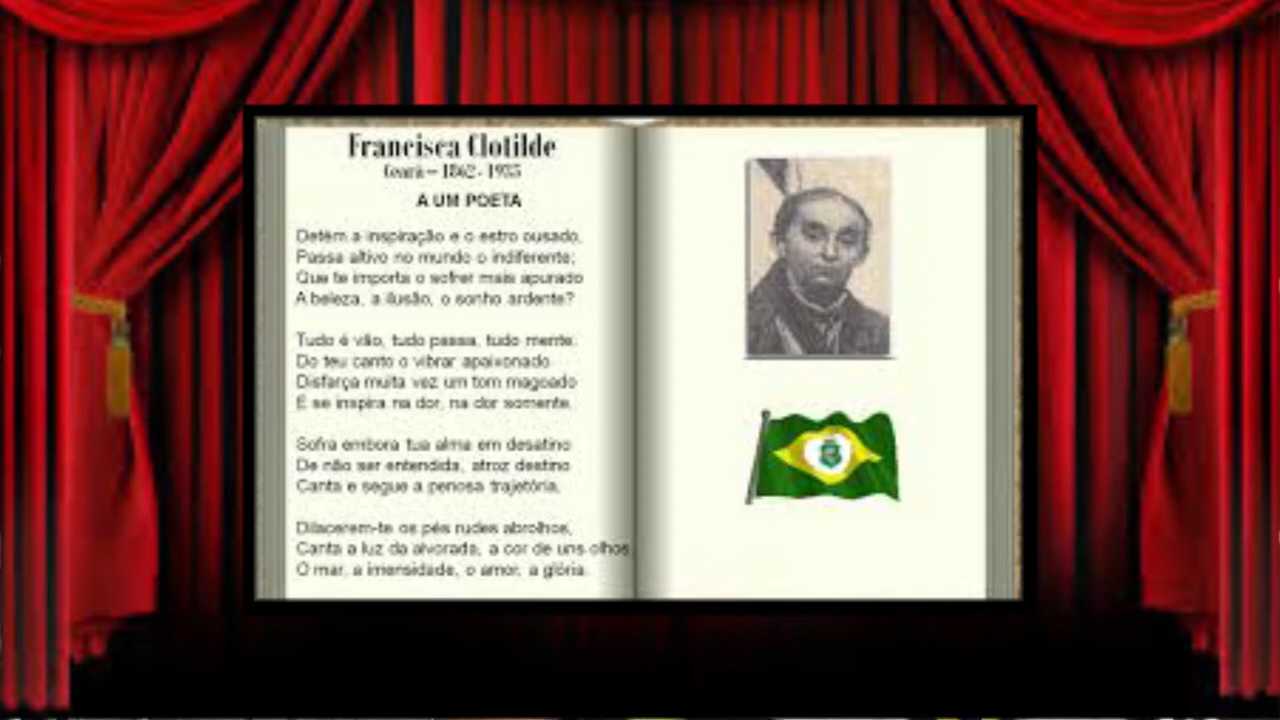 Francisca Clotilde
Ceará - 1862 - 1935
A UM POETA
Detém a inspiração e o estro ousado,
Passa altivo no mundo o indiferente;
Que te importa o sofrer mais apurado
A beleza, a ilusão, o sonho ardente?
Tudo é vão, tudo passa, tudo mente.
Do teu canto o vibrar apaixonado
Disfarça muita vez um tom magoado
E se inspira na dor, na dor somente.
Sofra embora tua alma em desatino
De não ser entendida, atroz destino
Canta e segue a penosa trajetória.
Dilacerem-te os pés rudes abrolhos,
Canta a luz da alvorada, a cor de uns olhos
O mar, a imensidade, o amor, a glória.